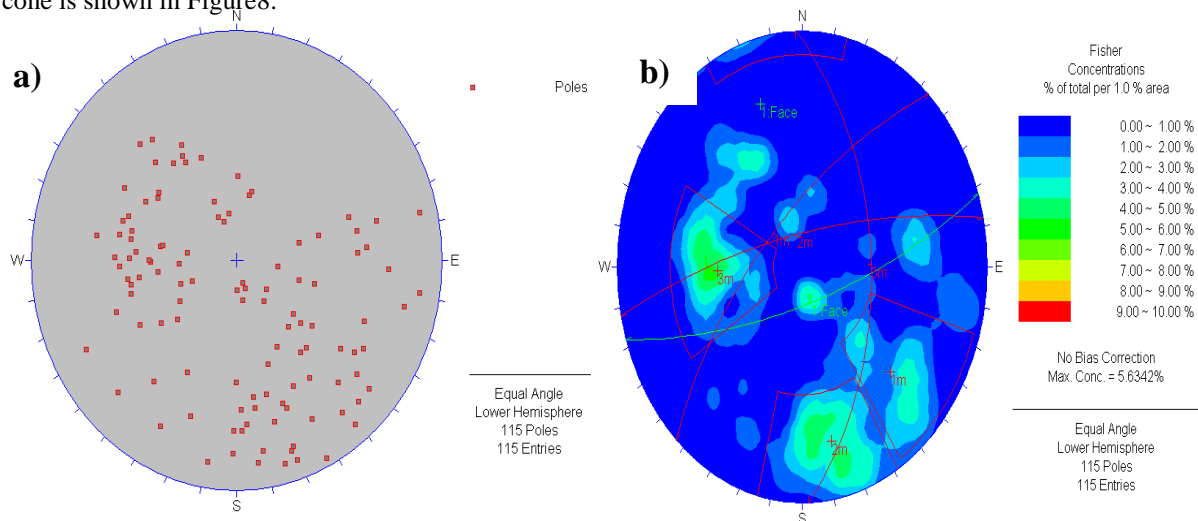 cone is shown in Figure8.
a)
N
W
E
S
Poles
Equal Angle
Lower Hemisphere
115 Poles
115 Entries
b)
N
W
E
S
1:Face
2m
3m
1m
2m
Fisher
Concentrations
% of total per 1.0 % area
0.00 ~ 1.00 %
1.00 ~ 2.00 %
2.00 ~ 3.00 %
3.00 ~ 4.00 %
4.00 ~ 5.00 %
5.00 ~ 6.00 %
6.00 ~ 7.00 %
7.00 ~ 8.00 %
8.00 ~ 9.00 %
9.00 ~ 10.00 %
No Bias Correction
Max. Conc. = 5.6342%
Equal Angle
Lower Hemisphere
115 Poles
115 Entries